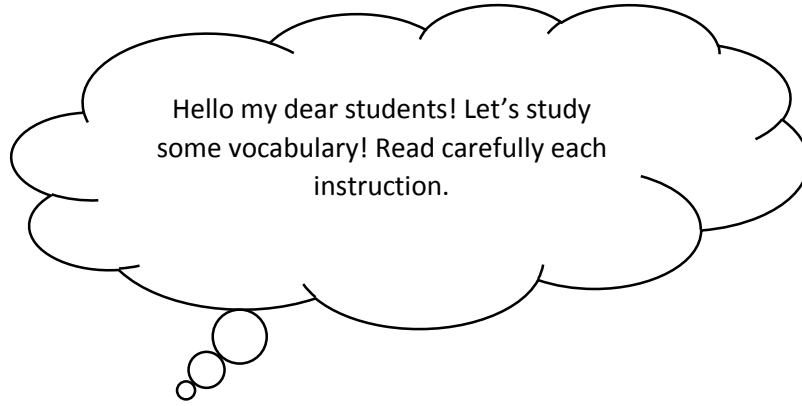 Hello my dear students! Let’s study
some vocabulary! Read carefully each
instruction.